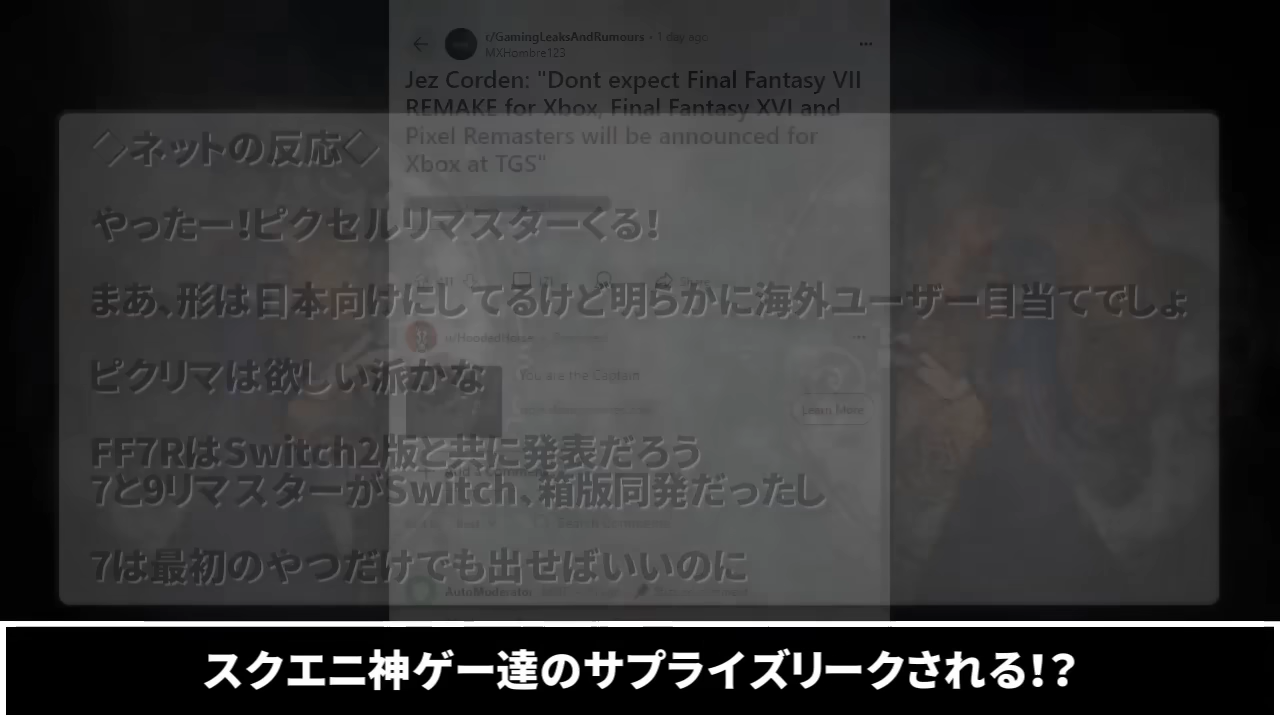 r/GamingLeaksAndRumours • 1 day ago
MXHombre123
Jez Corden: "Dont expect Final Fantasy VII
REMAKE for Xbox, Final Fantasy XVI and
Pixel Remasters will be announced for
Xbox at TGS"
◇ネットの反応◇
やったー!ピクセルリマスターくる!
まあ、形は日本向けにしてるけど明らかに海外ユーザー目当てでしょ
r/HoodedHorse
You are the Captain
Learn More
ピクリマは欲しい派かな
FF7RはSwitch2版と共に発表だろう
7と9リマスターがSwitch、箱版同発だったし
Search Comments
7は最初のやつだけでも出せばいいのに
AutoModerator
スクエニ神ゲー達のサプライズリークされる!?